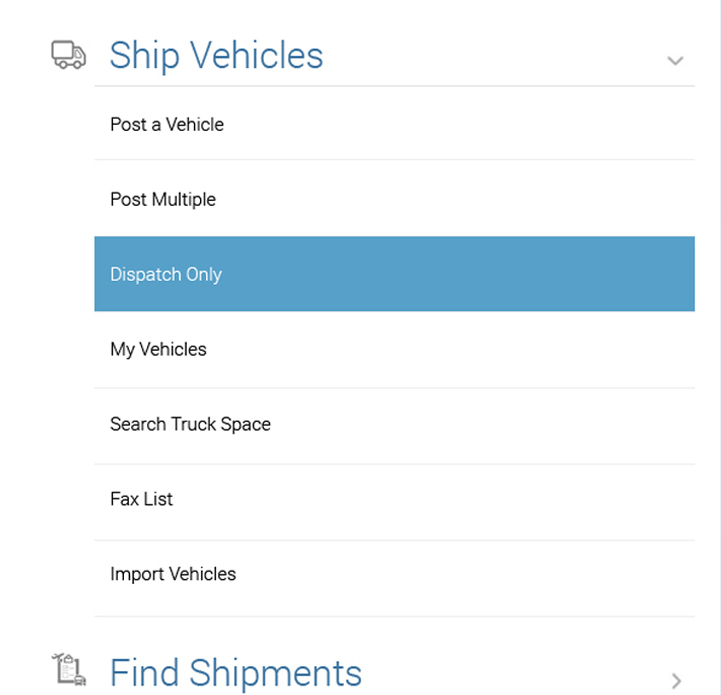 Ship Vehicles
Post a Vehicle
Post Multiple
Dispatch Only
My Vehicles
Search Truck Space
Fax List
Import Vehicles
Find Shipments